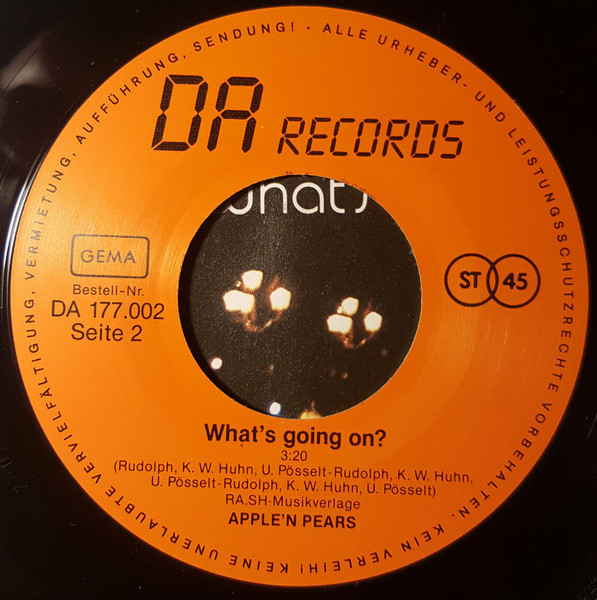 ALLE URHEBER- UND LEISTUNGSSCHUTZRECHTE VORBEHALTEN. KEIN VERLEIH! KEINE UNERLAUBTE VERVIELFÄLTIGUNG, VERMIETUNG, AUFFÜHRUNG, SENDUNG! ·
DA RECORDS
GEMA
Bestell-Nr.
DA 177.002
Seite 2
ST 45
What's going on?
3:20
(Rudolph, K. W. Huhn, U. Pösselt-Rudolph, K. W. Huhn,
U. Pösselt-Rudolph, K. W. Huhn, U. Pösselt)
RA.SH-Musikverlage
APPLE'N PEARS